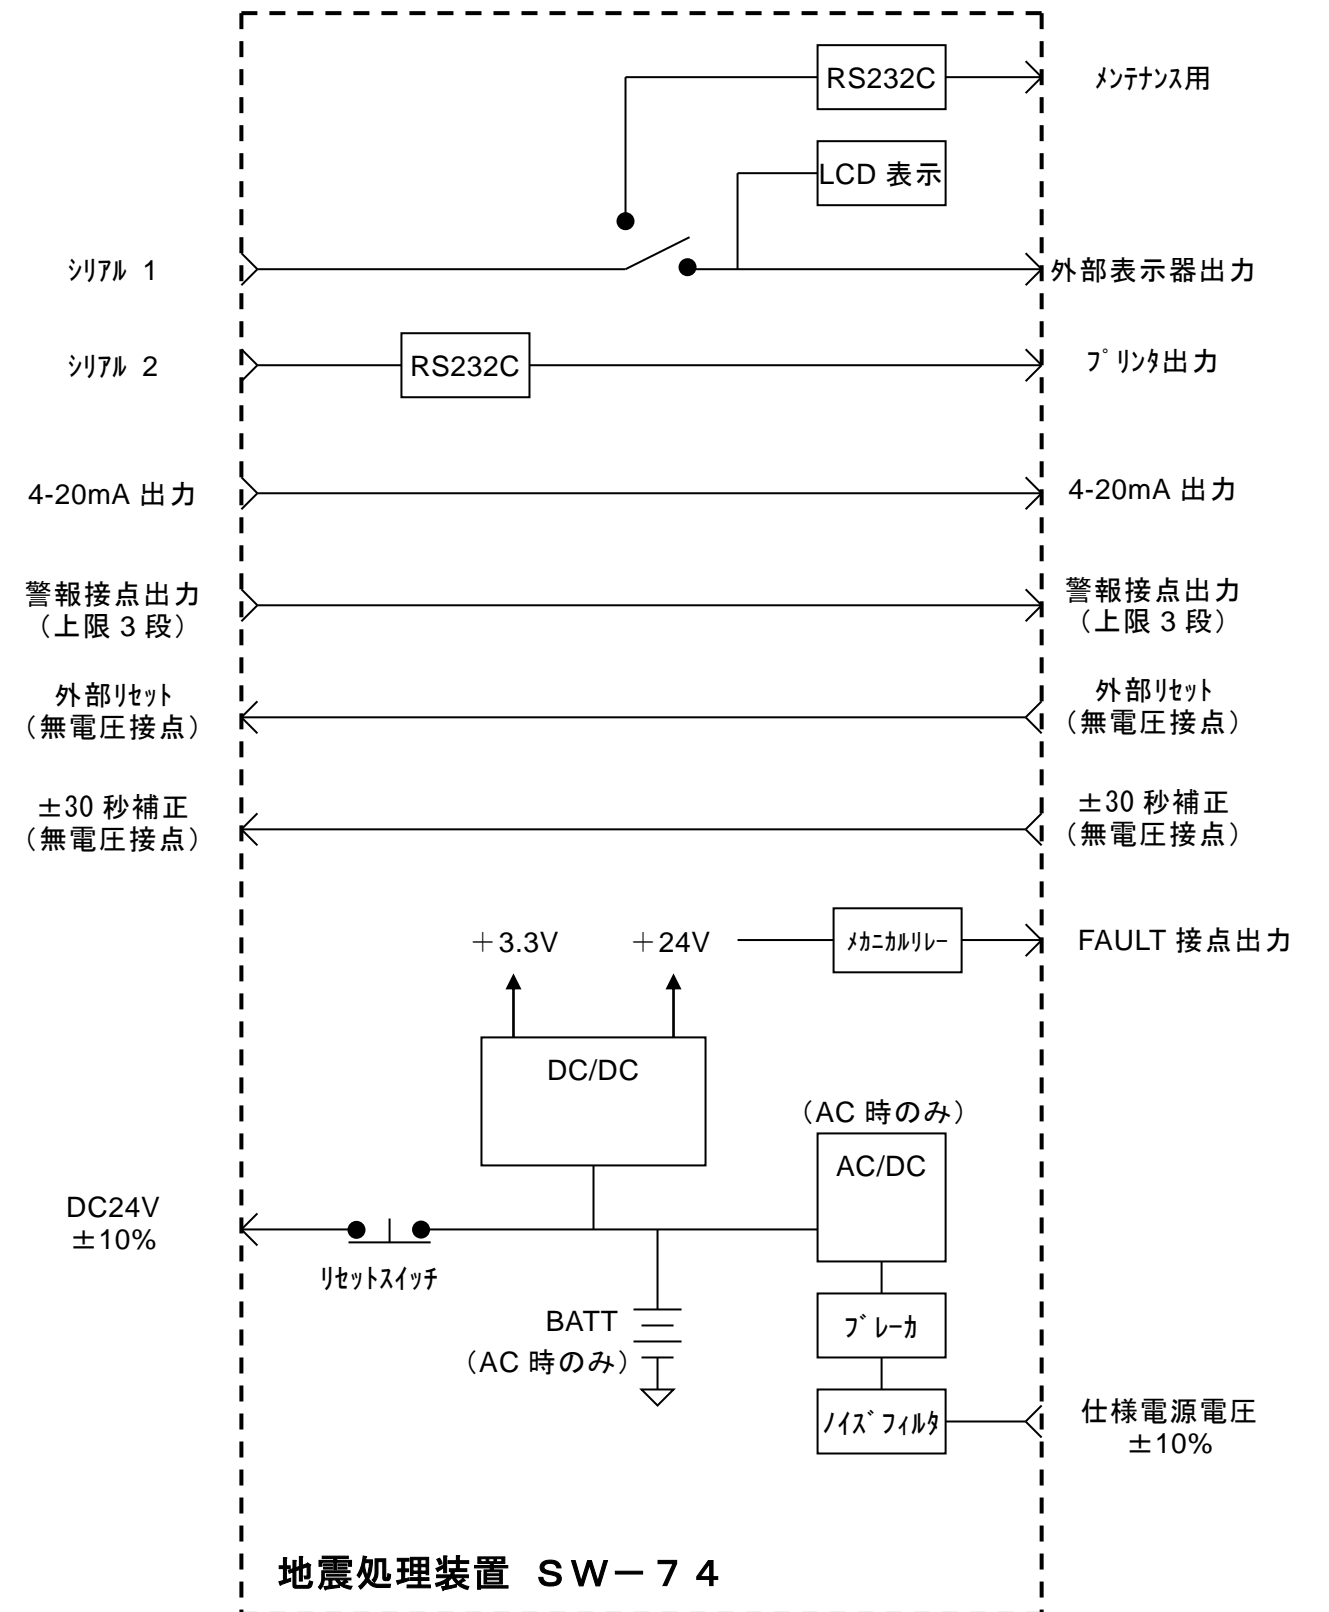 RS232C
ﾒﾝﾃﾅﾝｽ用
LCD 表示
ｼﾘｱﾙ 1
外部表示器出力
ｼﾘｱﾙ 2
RS232C
ﾌﾟﾘﾝﾀ出力
4-20mA 出力
4-20mA 出力
警報接点出力
（上限 3 段）
警報接点出力
（上限 3 段）
外部ﾘｾｯﾄ
（無電圧接点）
外部ﾘｾｯﾄ
（無電圧接点）
±30 秒補正
（無電圧接点）
±30 秒補正
（無電圧接点）
＋3.3V
＋24V
ﾒｶﾆｶﾙﾘﾚｰ
FAULT 接点出力
DC/DC
（AC 時のみ）
AC/DC
DC24V
±10%
ﾘｾｯﾄｽｲｯﾁ
BATT
（AC 時のみ）
ﾌﾞﾚｰｶ
ﾉｲｽﾞﾌｨﾙﾀ
仕様電源電圧
±10%
地震処理装置 ＳＷ－７４